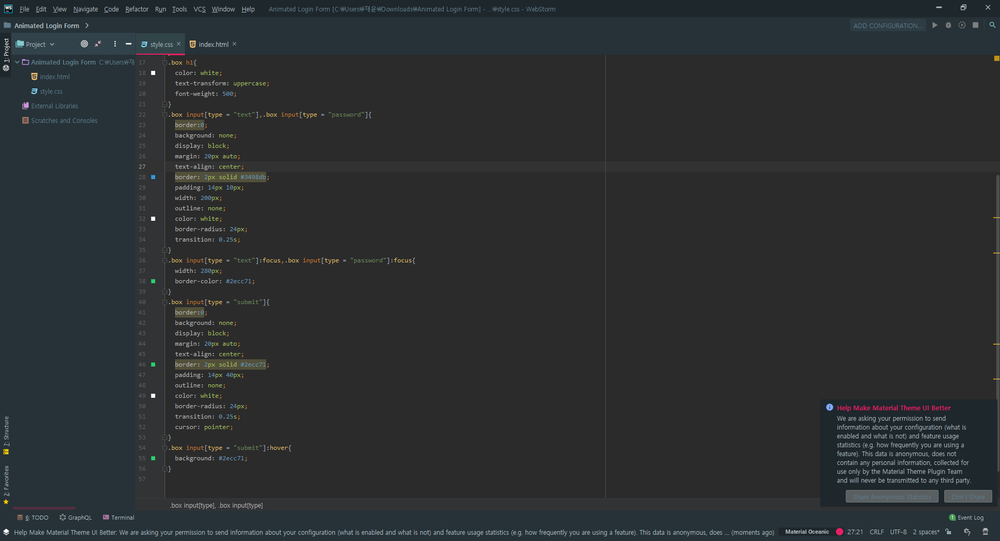 WS File Edit View Navigate Code Refactor Run Tools VCS Window Help Animated Login Form [C:₩Users₩재윤₩Downloads₩Animated Login Form] - ...₩style.css - WebStorm
Animated Login Form
ADD CONFIGURATION...
1: Project
Project
style.css
index.html
Animated Login Form C:₩Users₩재
index.html
style.css
External Libraries
Scratches and Consoles
17 .box h1{
18 color: white;
19 text-transform: uppercase;
20 font-weight: 500;
21 }
22 .box input[type = "text"],.box input[type = "password"]{
23 border:0;
24 background: none;
25 display: block;
26 margin: 20px auto;
27 text-align: center;
28 border: 2px solid #3498db;
29 padding: 14px 10px;
30 width: 200px;
31 outline: none;
32 color: white;
33 border-radius: 24px;
34 transition: 0.25s;
35 }
36 .box input[type = "text"]:focus,.box input[type = "password"]:focus{
37 width: 280px;
38 border-color: #2ecc71;
39 }
40 .box input[type = "submit"]{
41 border:0;
42 background: none;
43 display: block;
44 margin: 20px auto;
45 text-align: center;
46 border: 2px solid #2ecc71;
47 padding: 14px 40px;
48 outline: none;
49 color: white;
50 border-radius: 24px;
51 transition: 0.25s;
52 cursor: pointer;
53 }
54 .box input[type = "submit"]:hover{
55 background: #2ecc71;
56 }
57
7: Structure
2: Favorites
Help Make Material Theme UI Better
We are asking your permission to send
information about your configuration (what is
enabled and what is not) and feature usage
statistics (e.g. how frequently you are using a
feature). This data is anonymous, does not
contain any personal information, collected for
use only by the Material Theme Plugin Team
and will never be transmitted to any third party.
Share Anonymous Statistics Don't Share
.box input[type], .box input[type]
6: TODO GraphQL Terminal 1 Event Log
Help Make Material Theme UI Better: We are asking your permission to send information about your configuration (what is enabled and what is not) and feature usage statistics (e.g. how frequently you are using a feature). This data is anonymous, does ... (moments ago) Material Oceanic 27:21 CRLF UTF-8 2 spaces*